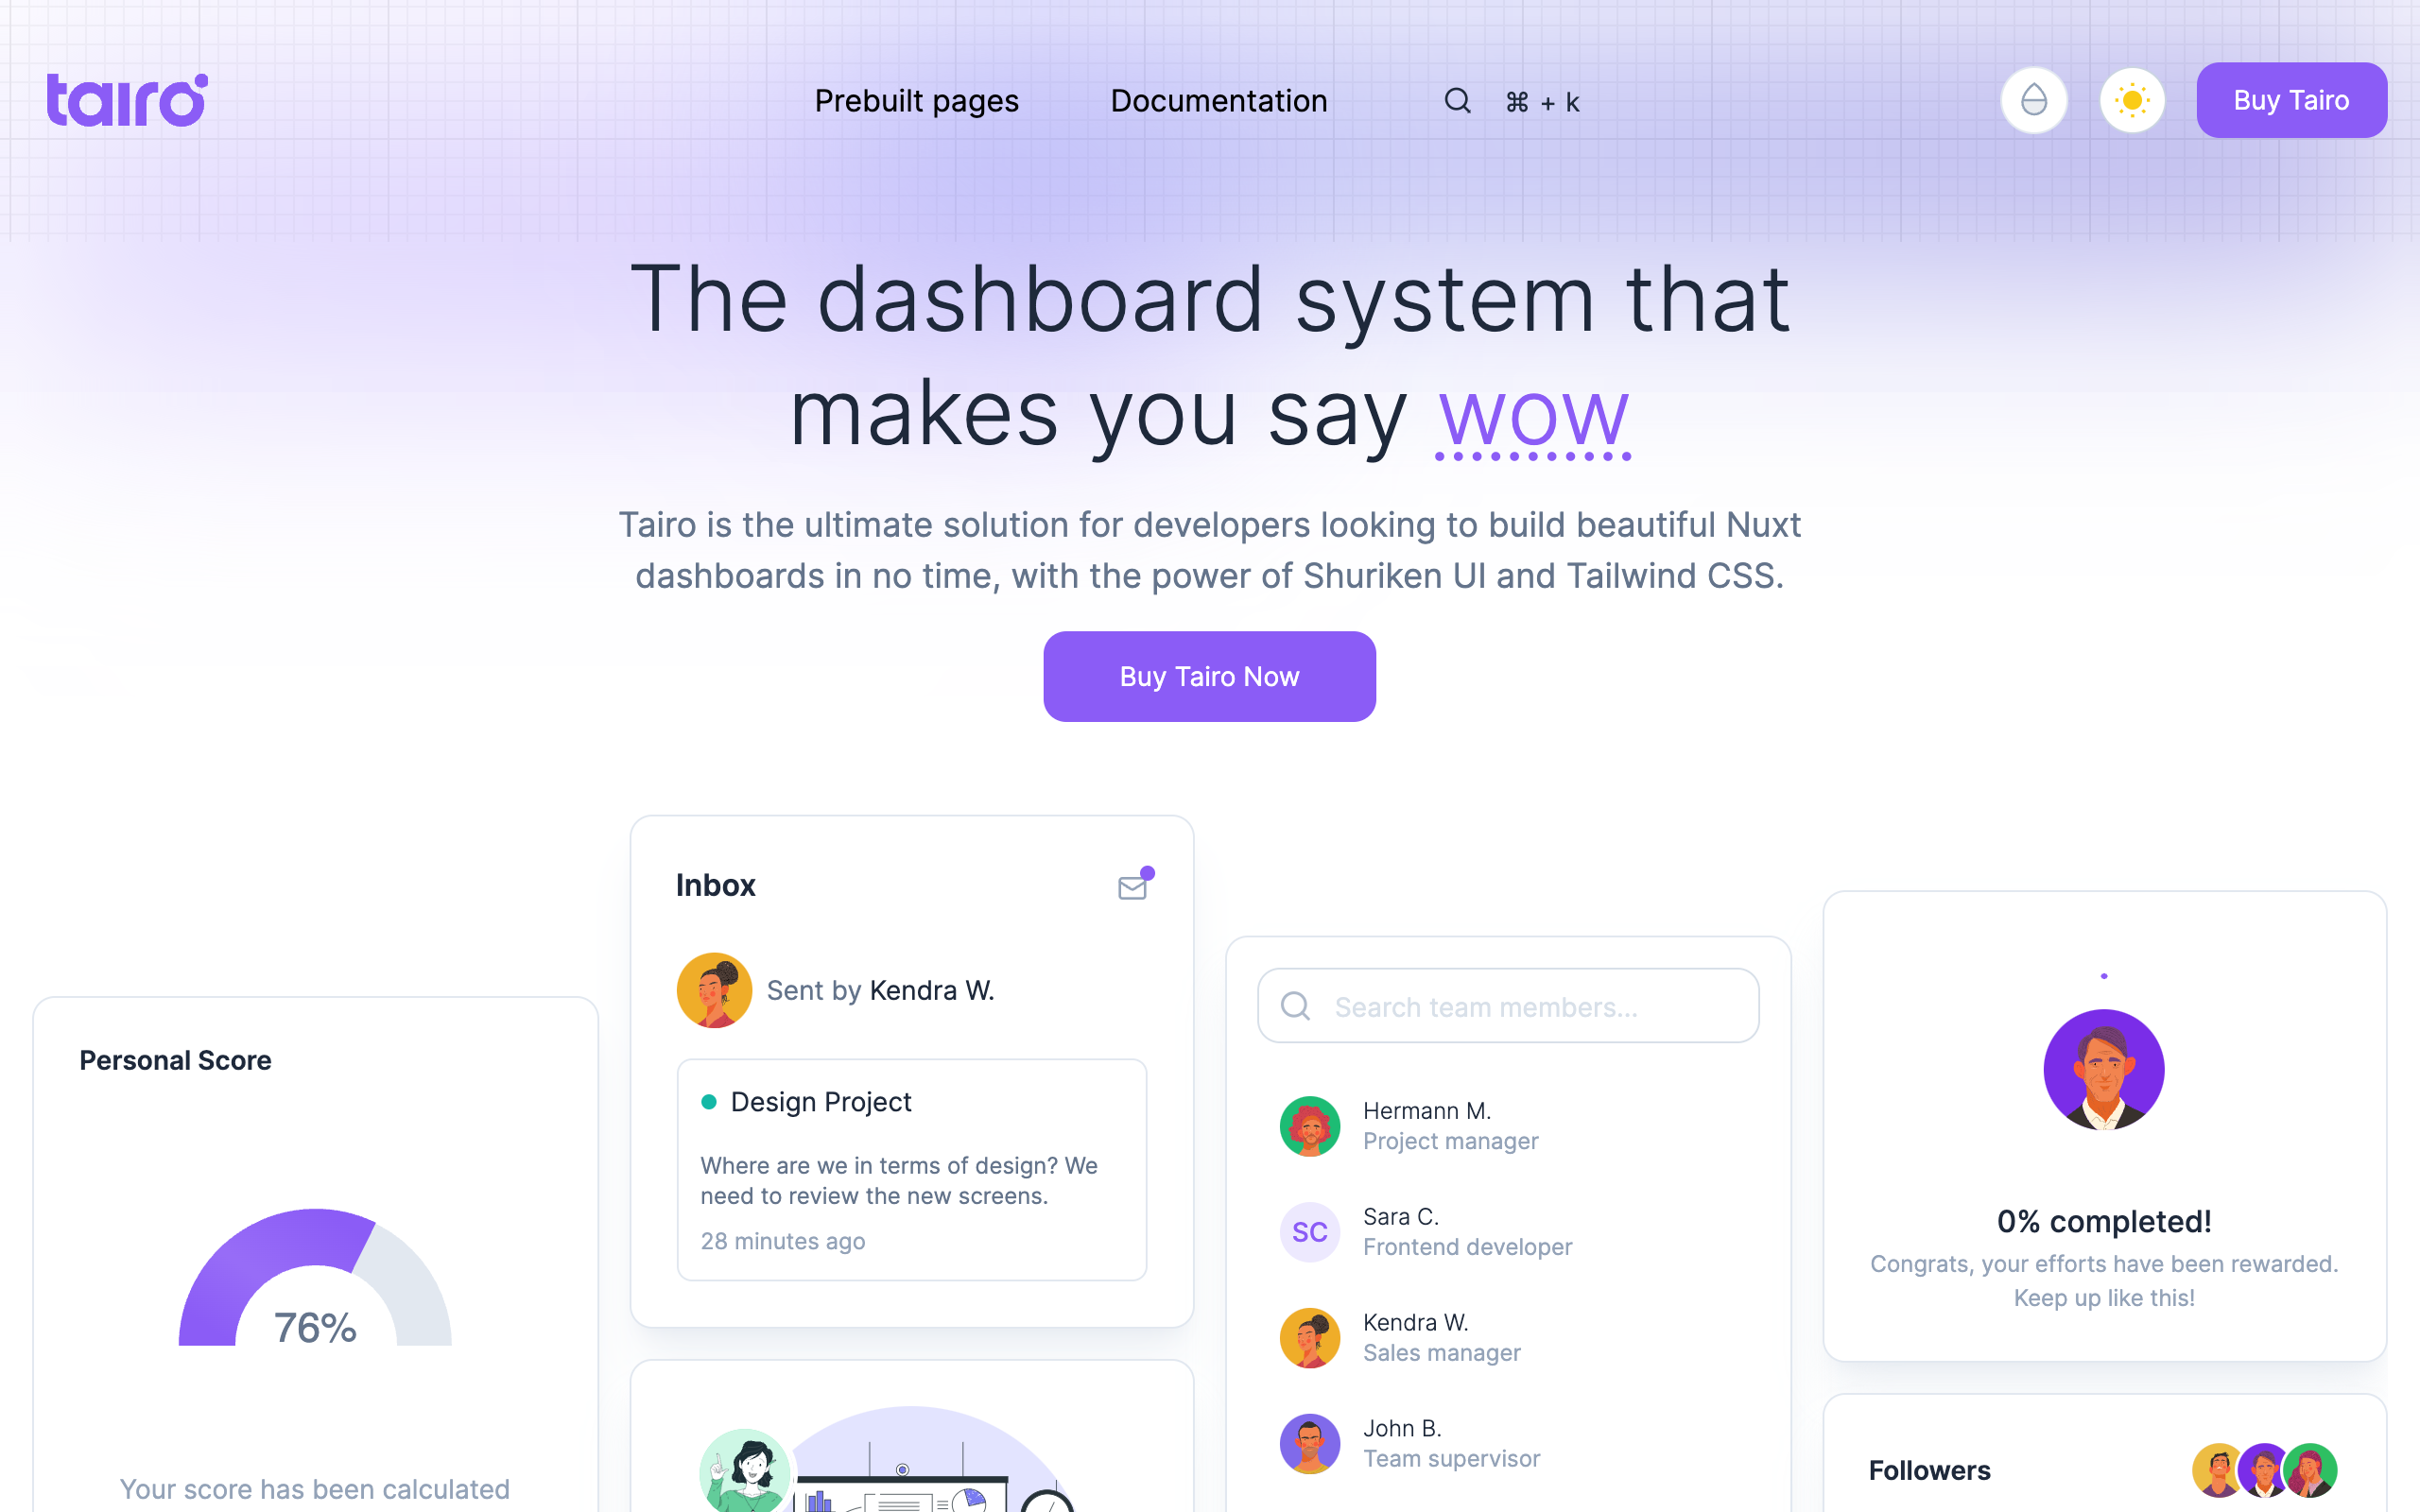 tairo
Prebuilt pages
Documentation
⌘ + k
Buy Tairo
The dashboard system that
makes you say wow
Tairo is the ultimate solution for developers looking to build beautiful Nuxt
dashboards in no time, with the power of Shuriken UI and Tailwind CSS.
Buy Tairo Now
Personal Score
76%
Your score has been calculated
Inbox
Sent by Kendra W.
Design Project
Where are we in terms of design? We
need to review the new screens.
28 minutes ago
Search team members...
Hermann M.
Project manager
SC
Sara C.
Frontend developer
Kendra W.
Sales manager
John B.
Team supervisor
0% completed!
Congrats, your efforts have been rewarded.
Keep up like this!
Followers